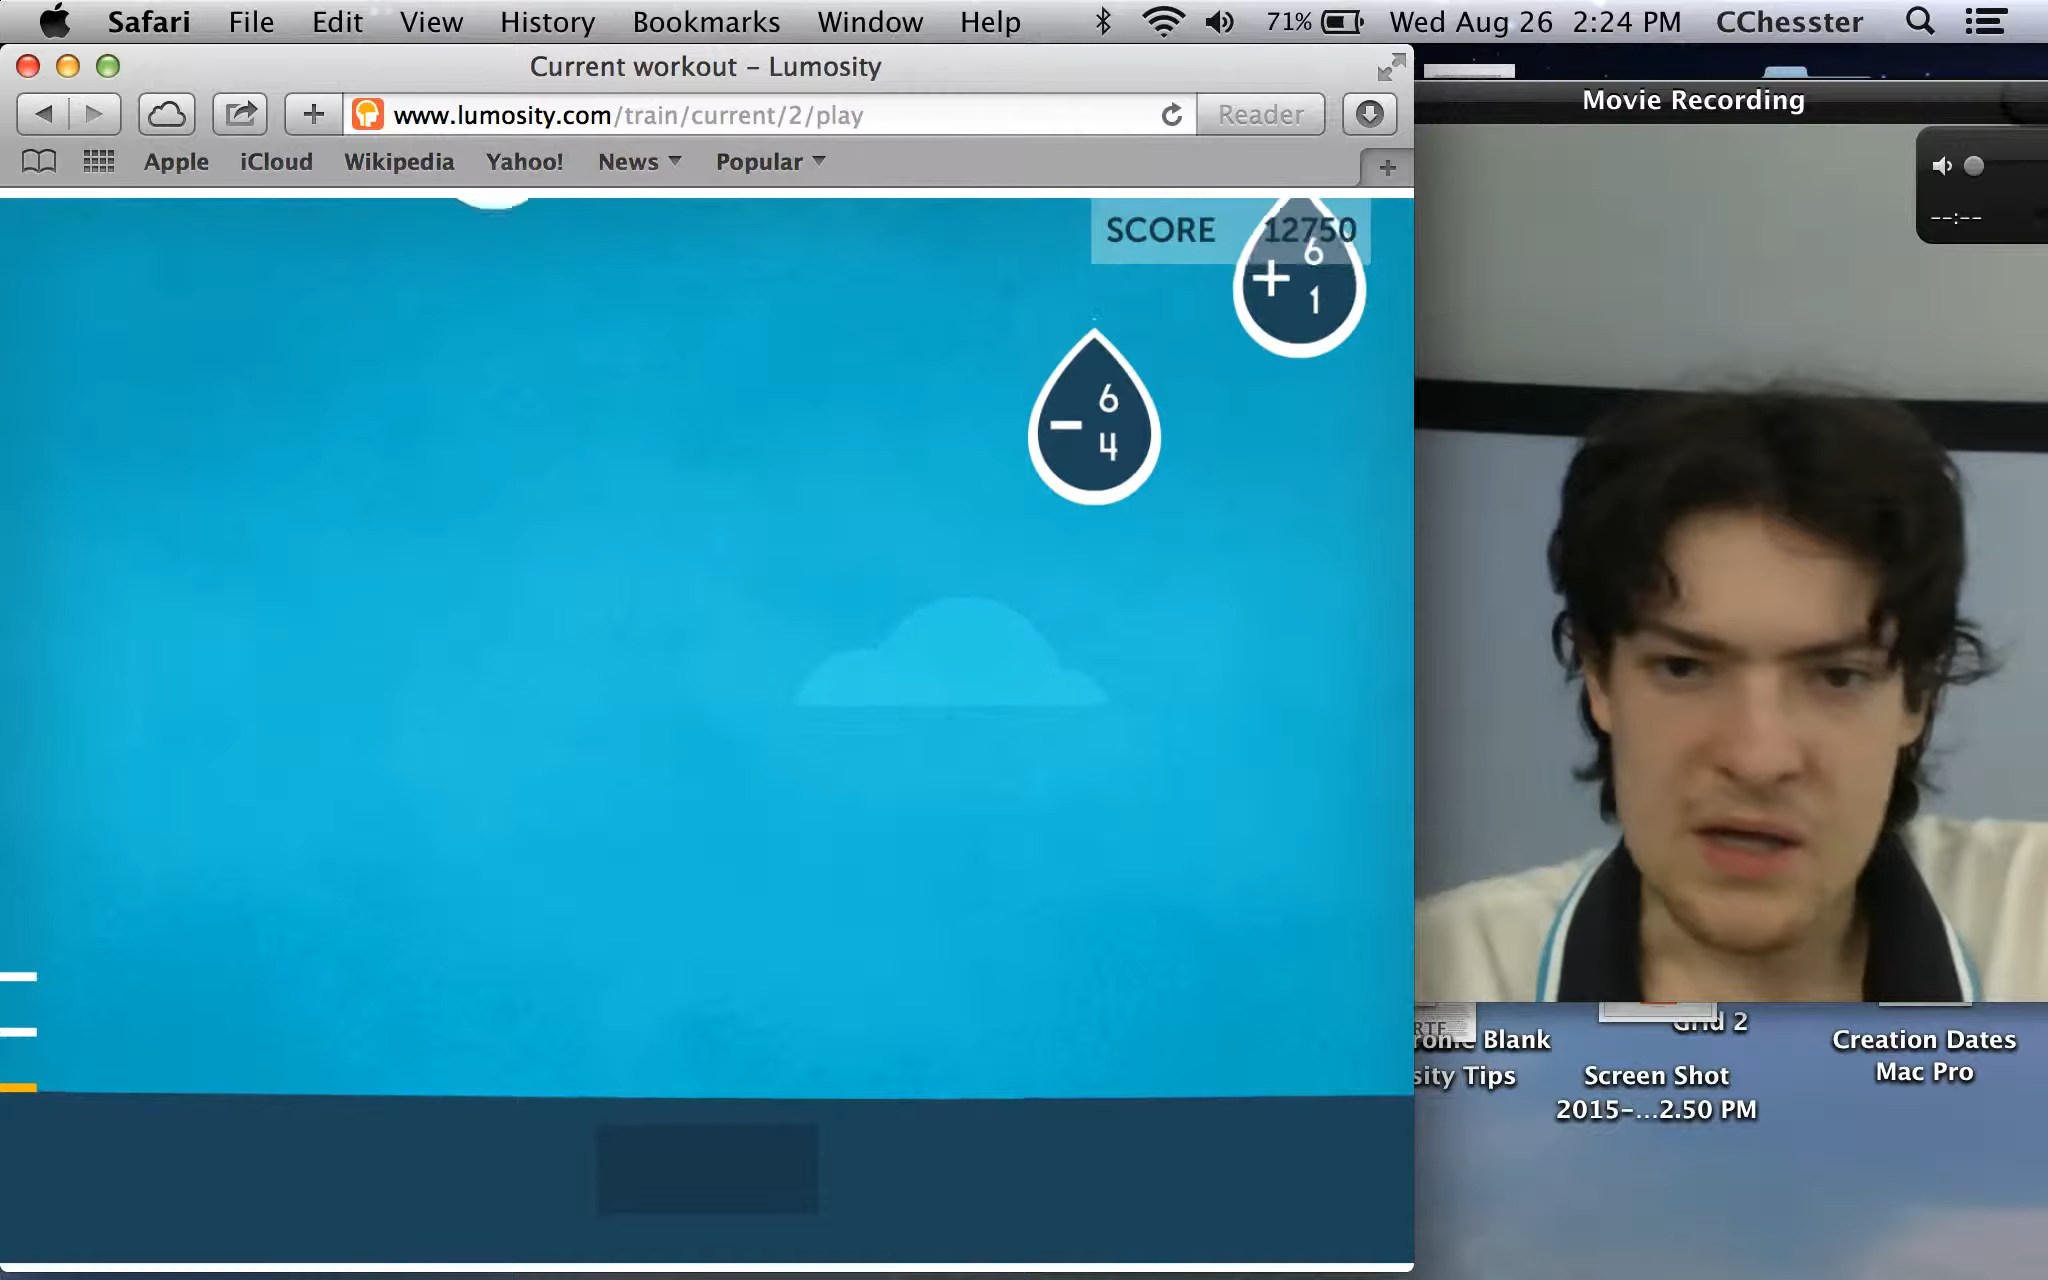 Safari File Edit View History Bookmarks Window Help 71% Wed Aug 26 2:24 PM CChesster
Current workout – Lumosity
www.lumosity.com/train/current/2/play Reader
Apple iCloud Wikipedia Yahoo! News Popular
SCORE 12750
6
+ 1
6
- 4
Movie Recording
--:--
Grid 2
Blank
Creation Dates
Mac Pro
Tips
Screen Shot
2015-...2.50 PM